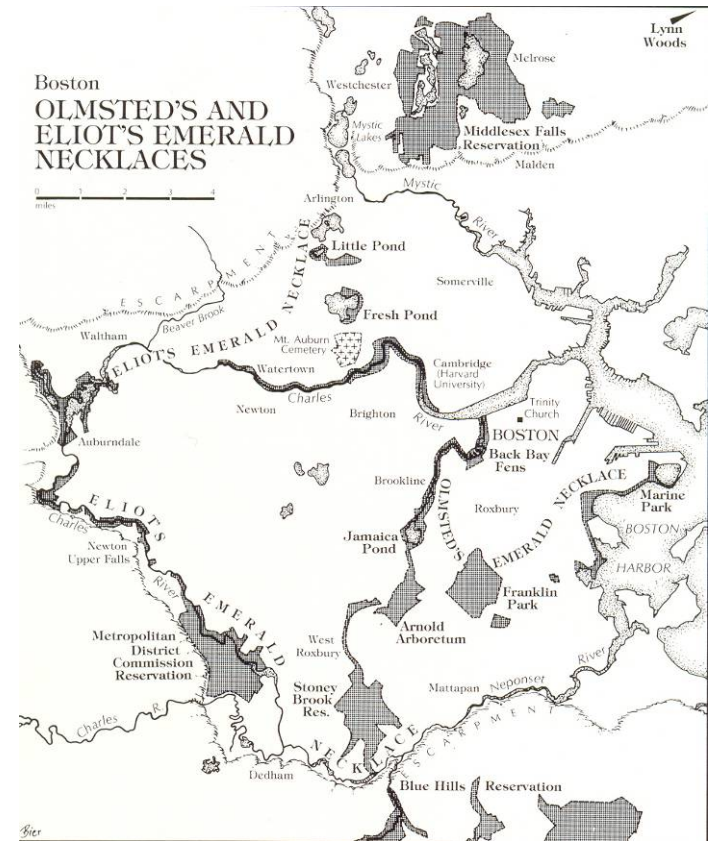 Boston
OLMSTED'S AND
ELIOT'S EMERALD
NECKLACES
0 1 2 3 4
miles
Lynn
Woods
Melrose
Westchester
Mystic
Lakes
Middlesex Falls
Reservation
Malden
Arlington
Mystic
River
Little Pond
Somerville
ESCARPMENT
Beaver Brook
Fresh Pond
Waltham
ELIOTS EMERALD NECKLACE
Mt. Auburn
Cemetery
Watertown
Cambridge
(Harvard
University)
Charles
River
Trinity
Church
Newton
Brighton
BOSTON
Auburndale
Back Bay
Fens
Brookline
OLMSTED'S EMERALD NECKLACE
Marine
Park
Roxbury
BOSTON
HARBOR
Charles
River
ELIOTS EMERALD NECKLACE
Newton
Upper Falls
Jamaica
Pond
Franklin
Park
Arnold
Arboretum
Metropolitan
District
Commission
Reservation
West
Roxbury
Stoney
Brook
Res.
Mattapan
Neponset
River
ESCARPMENT
Charles R.
Dedham
Blue Hills Reservation
Bier